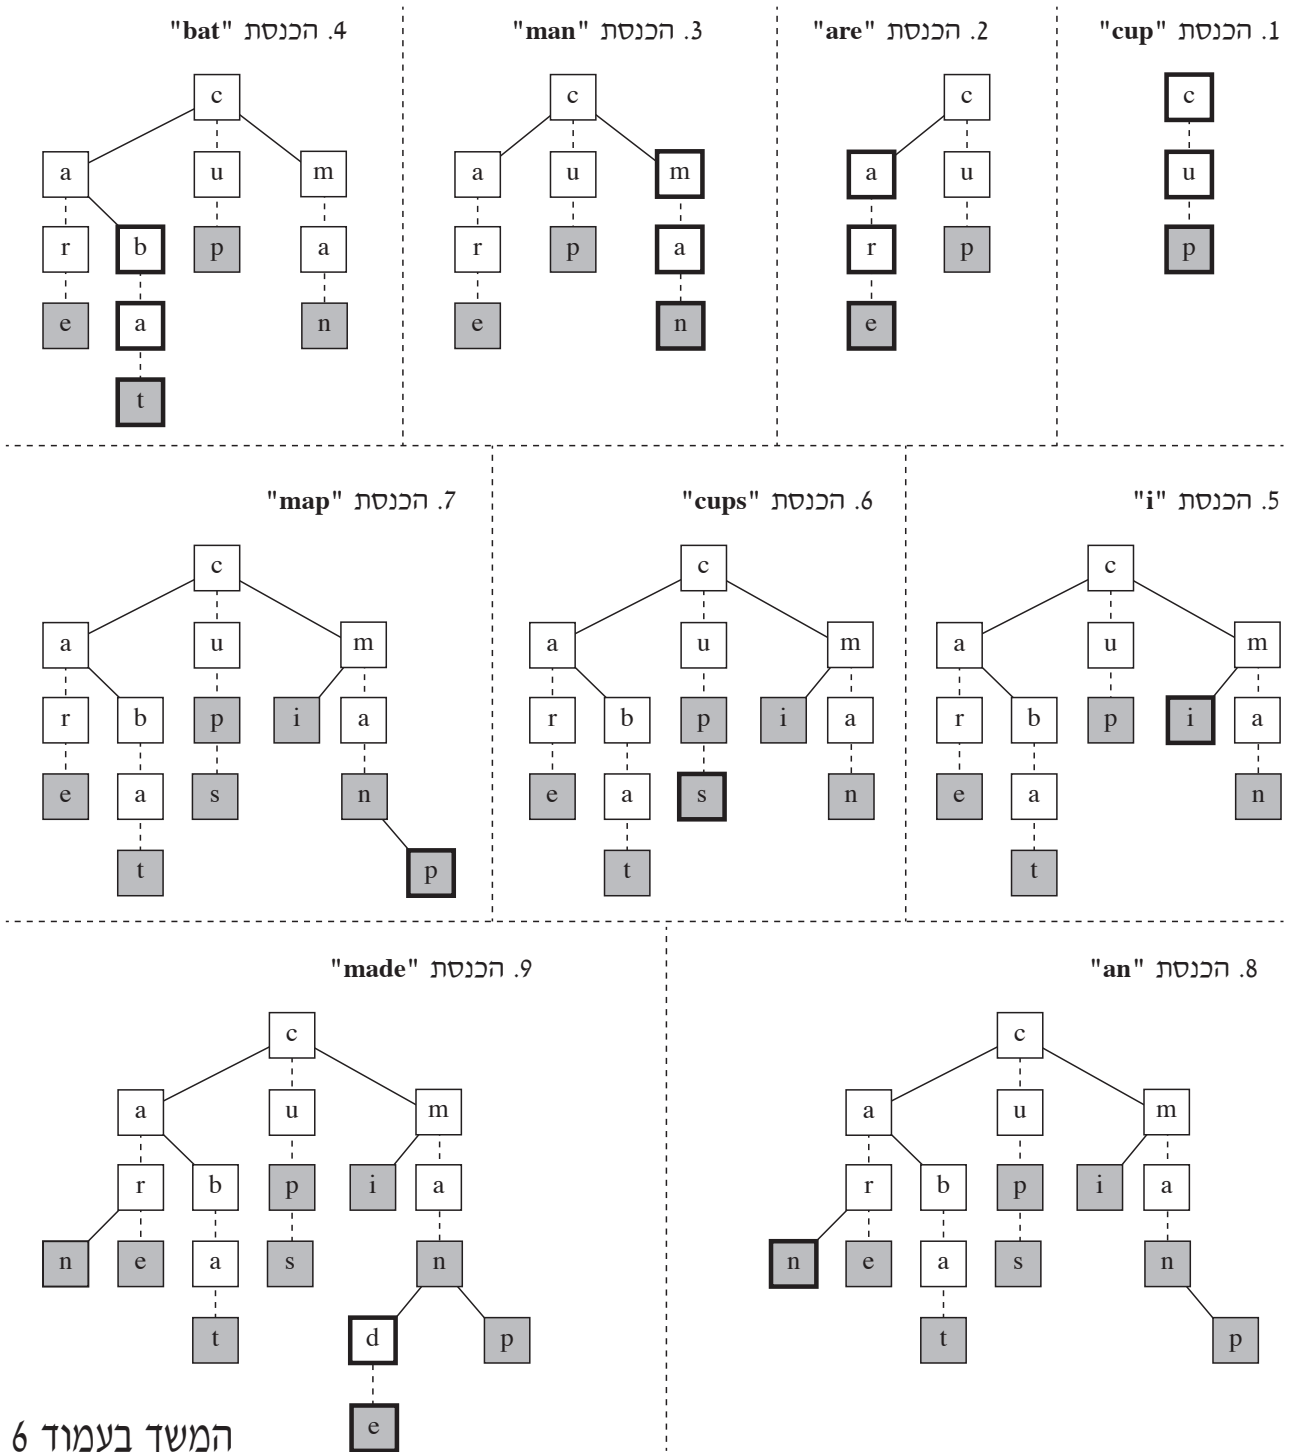 1. הכנסת "cup"
c
u
p
2. הכנסת "are"
c
a u
r p
e
3. הכנסת "man"
c
a u m
r p a
e n
4. הכנסת "bat"
c
a u m
r b p a
e a n
t
5. הכנסת "i"
c
a u m
r b p i a
e a n
t
6. הכנסת "cups"
c
a u m
r b p i a
e a s n
t
7. הכנסת "map"
c
a u m
r b p i a
e a s n
t p
8. הכנסת "an"
c
a u m
r b p i a
n e a s n
t p
9. הכנסת "made"
c
a u m
r b p i a
n e a s n
t d p
e
המשך בעמוד 6